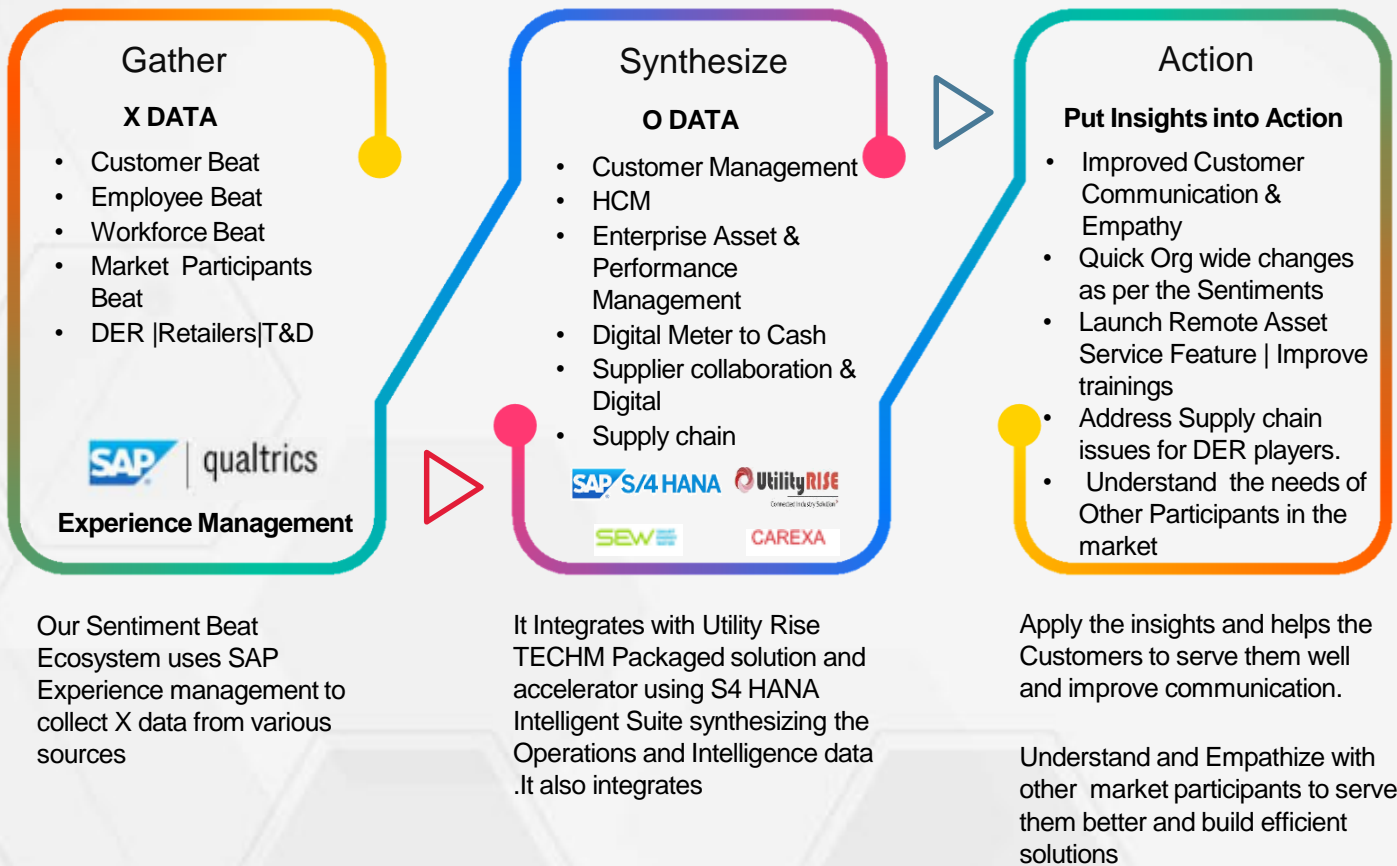 Gather
X DATA
• Customer Beat
• Employee Beat
• Workforce Beat
• Market Participants
Beat
• DER |Retailers|T&D
SAP | qualtrics
Experience Management
Our Sentiment Beat
Ecosystem uses SAP
Experience management to
collect X data from various
sources
Synthesize
O DATA
• Customer Management
• HCM
• Enterprise Asset &
Performance
Management
• Digital Meter to Cash
• Supplier collaboration &
Digital
• Supply chain
SAP S/4 HANA
UtilityRISE
Connected Industry Solution
SEW
CAREXA
It Integrates with Utility Rise
TECHM Packaged solution and
accelerator using S4 HANA
Intelligent Suite synthesizing the
Operations and Intelligence data
.It also integrates
Action
Put Insights into Action
• Improved Customer
Communication &
Empathy
• Quick Org wide changes
as per the Sentiments
• Launch Remote Asset
Service Feature | Improve
trainings
• Address Supply chain
issues for DER players.
• Understand the needs of
Other Participants in the
market
Apply the insights and helps the
Customers to serve them well
and improve communication.
Understand and Empathize with
other market participants to serve
them better and build efficient
solutions